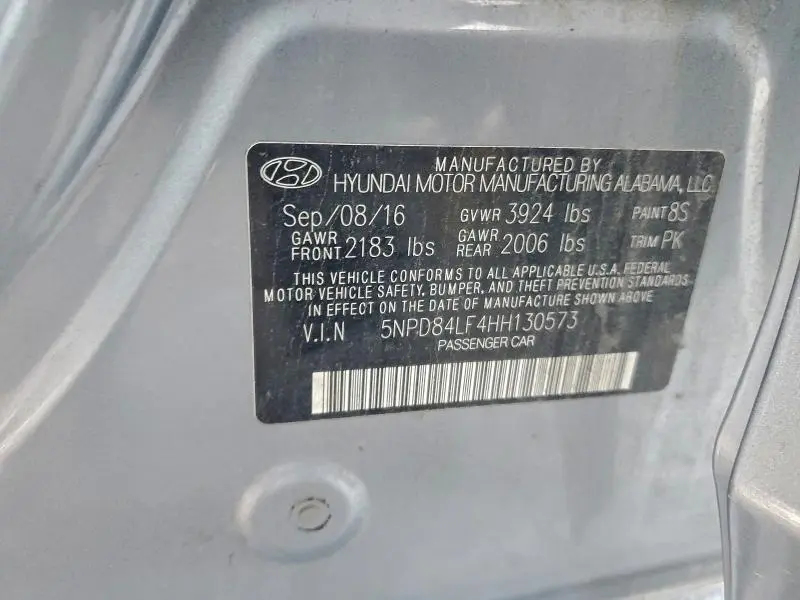 MANUFACTURED BY
HYUNDAI MOTOR MANUFACTURING ALABAMA, LLC
Sep/08/16 GVWR 3924 lbs PAINT 8S
GAWR FRONT 2183 lbs GAWR REAR 2006 lbs TRIM PK
THIS VEHICLE CONFORMS TO ALL APPLICABLE U.S.A. FEDERAL
MOTOR VEHICLE SAFETY, BUMPER, AND THEFT PREVENTION STANDARDS
IN EFFECT ON THE DATE OF MANUFACTURE SHOWN ABOVE
V.I.N 5NPD84LF4HH130573
PASSENGER CAR